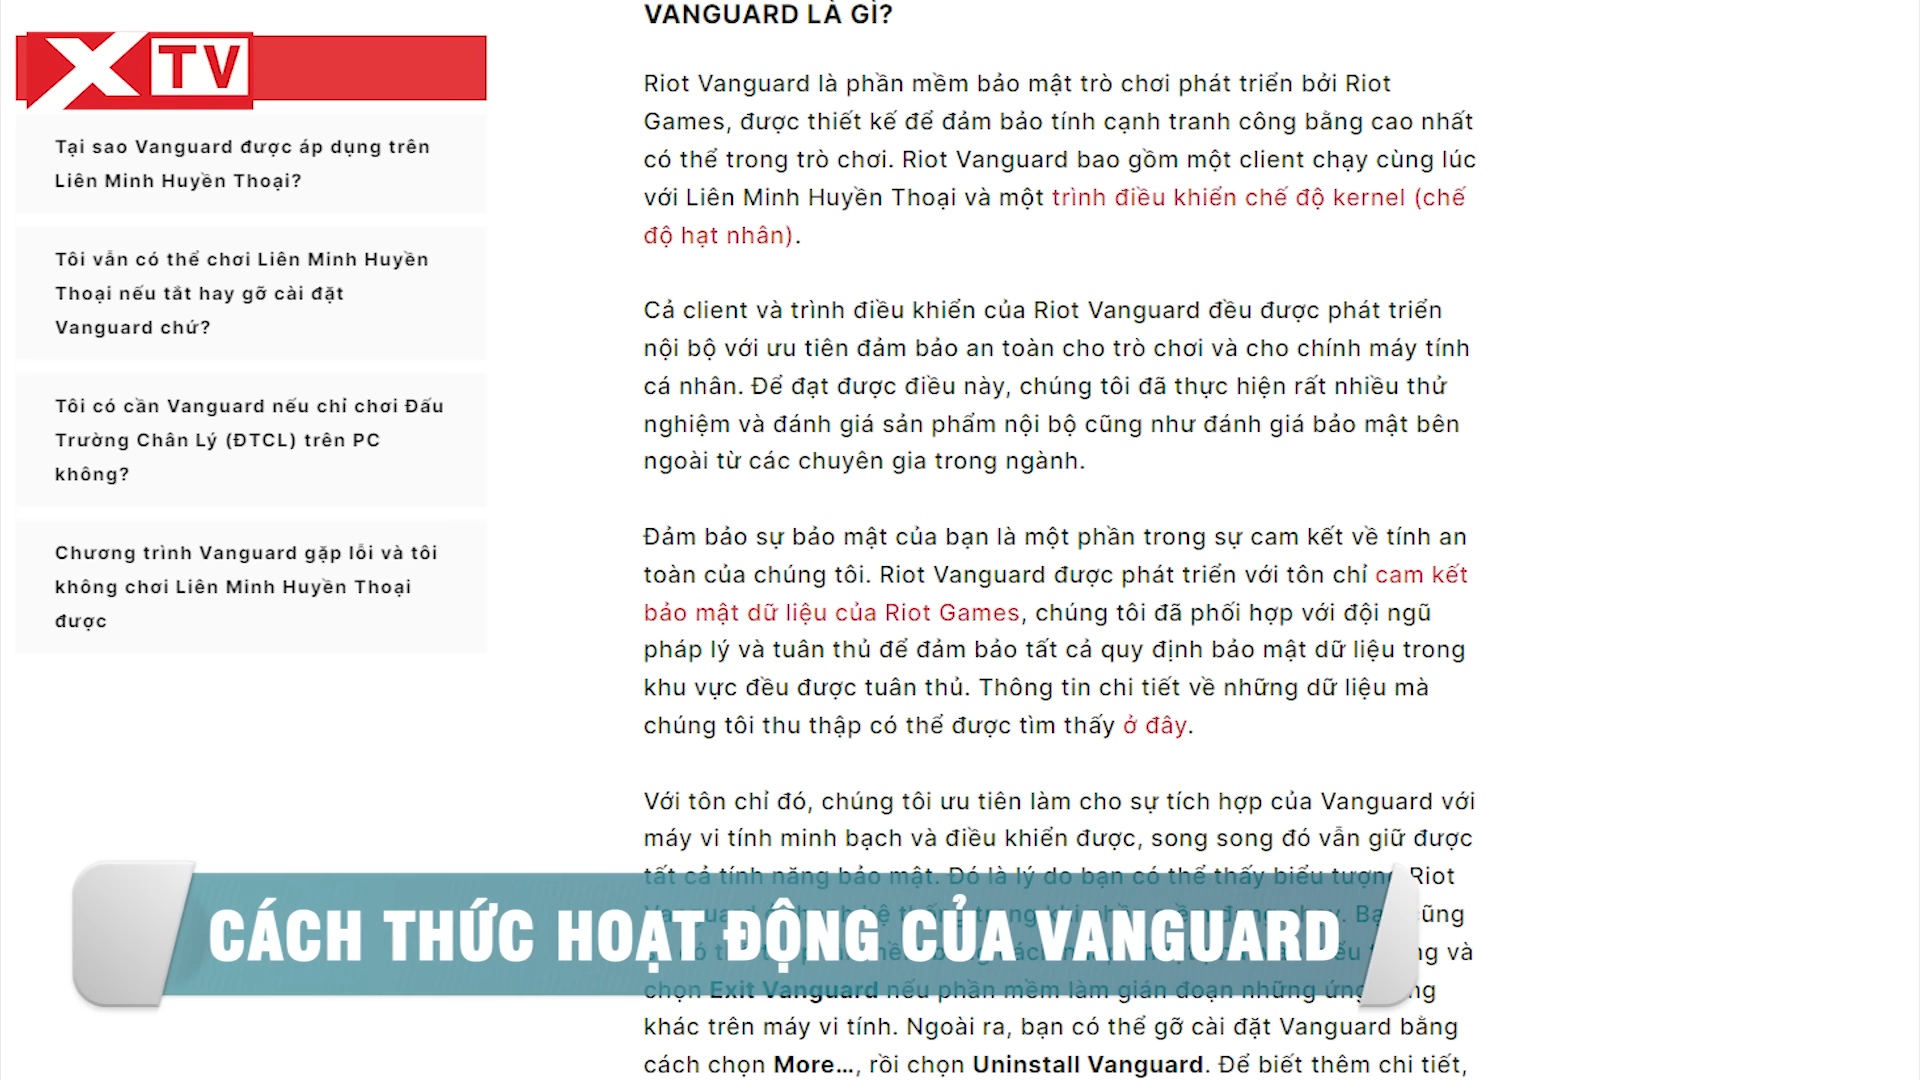 XTV
Tại sao Vanguard được áp dụng trên
Liên Minh Huyền Thoại?
Tôi vẫn có thể chơi Liên Minh Huyền
Thoại nếu tắt hay gỡ cài đặt
Vanguard chứ?
Tôi có cần Vanguard nếu chỉ chơi Đấu
Trường Chân Lý (ĐTCL) trên PC
không?
Chương trình Vanguard gặp lỗi và tôi
không chơi Liên Minh Huyền Thoại
được
VANGUARD LÀ GÌ?
Riot Vanguard là phần mềm bảo mật trò chơi phát triển bởi Riot
Games, được thiết kế để đảm bảo tính cạnh tranh công bằng cao nhất
có thể trong trò chơi. Riot Vanguard bao gồm một client chạy cùng lúc
với Liên Minh Huyền Thoại và một trình điều khiển chế độ kernel (chế
độ hạt nhân).
Cả client và trình điều khiển của Riot Vanguard đều được phát triển
nội bộ với ưu tiên đảm bảo an toàn cho trò chơi và cho chính máy tính
cá nhân. Để đạt được điều này, chúng tôi đã thực hiện rất nhiều thử
nghiệm và đánh giá sản phẩm nội bộ cũng như đánh giá bảo mật bên
ngoài từ các chuyên gia trong ngành.
Đảm bảo sự bảo mật của bạn là một phần trong sự cam kết về tính an
toàn của chúng tôi. Riot Vanguard được phát triển với tôn chỉ cam kết
bảo mật dữ liệu của Riot Games, chúng tôi đã phối hợp với đội ngũ
pháp lý và tuân thủ để đảm bảo tất cả quy định bảo mật dữ liệu trong
khu vực đều được tuân thủ. Thông tin chi tiết về những dữ liệu mà
chúng tôi thu thập có thể được tìm thấy ở đây.
Với tôn chỉ đó, chúng tôi ưu tiên làm cho sự tích hợp của Vanguard với
máy vi tính minh bạch và điều khiển được, song song đó vẫn giữ được
tất cả tính năng bảo mật. Đó là lý do bạn có thể thấy biểu tượng Riot
CÁCH THỨC HOẠT ĐỘNG CỦA VANGUARD
chọn Exit Vanguard nếu phần mềm làm gián đoạn những
khác trên máy vi tính. Ngoài ra, bạn có thể gỡ cài đặt Vanguard bằng
cách chọn More..., rồi chọn Uninstall Vanguard. Để biết thêm chi tiết,